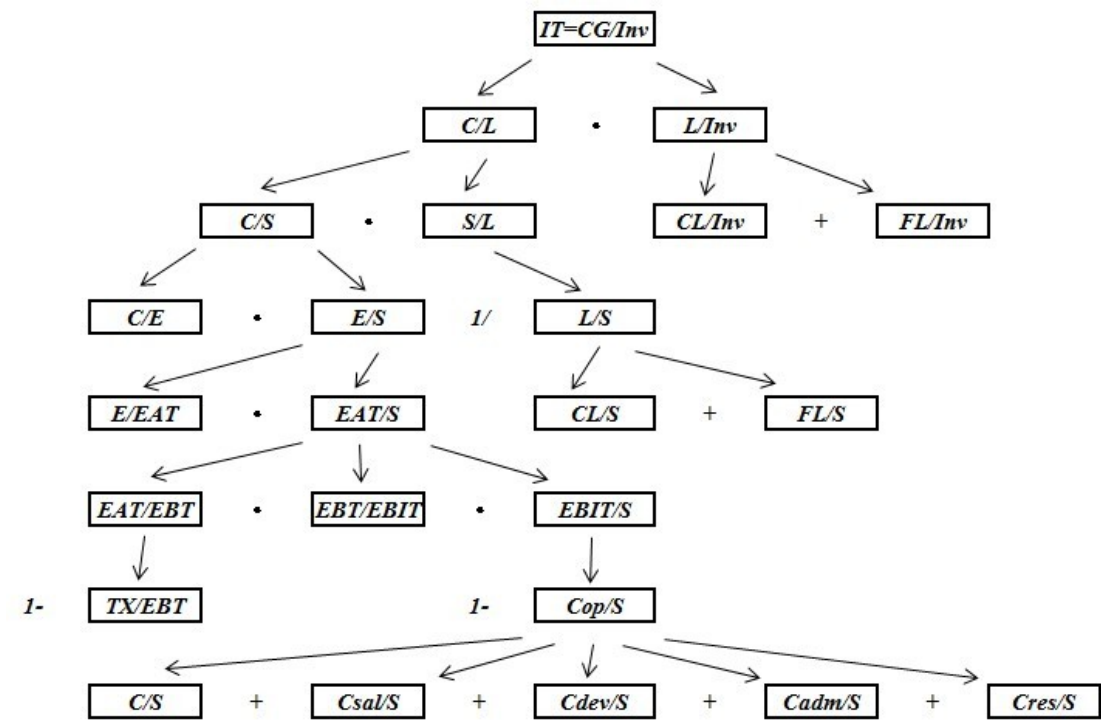 IT=CG/Inv
C/L • L/Inv
C/S • S/L CL/Inv + FL/Inv
C/E • E/S 1/ L/S
E/EAT • EAT/S CL/S + FL/S
EAT/EBT • EBT/EBIT • EBIT/S
1- TX/EBT 1- Cop/S
C/S + Csal/S + Cdev/S + Cadm/S + Cres/S